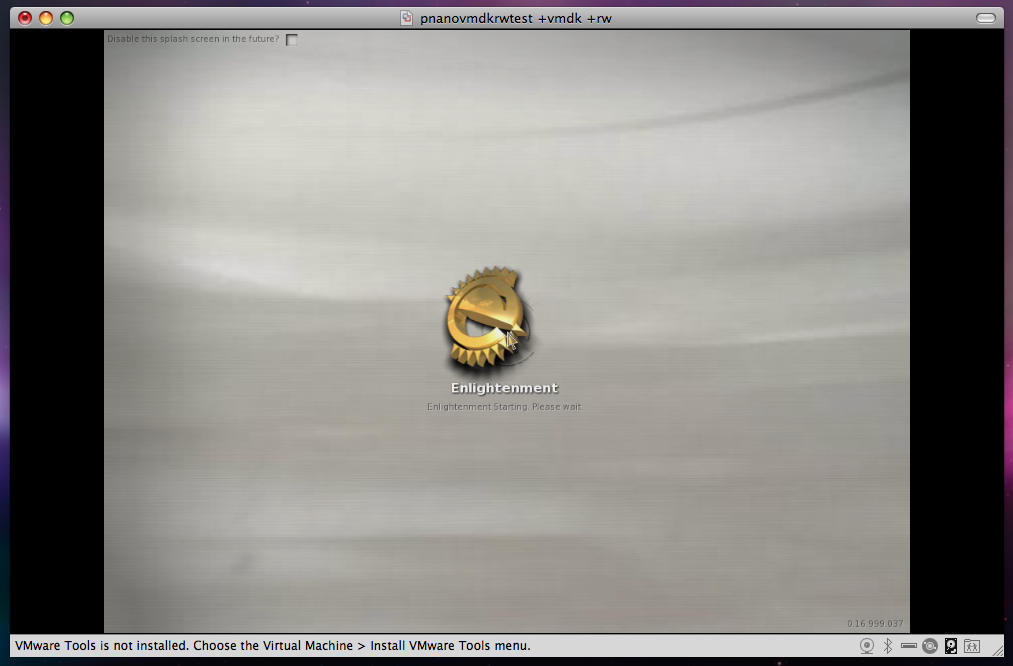 pnanovmdkrwtest +vmdk +rw
Disable this splash screen in the future?
Enlightenment
Enlightenment Starting. Please wait
0.16.999.037
VMware Tools is not installed. Choose the Virtual Machine > Install VMware Tools menu.